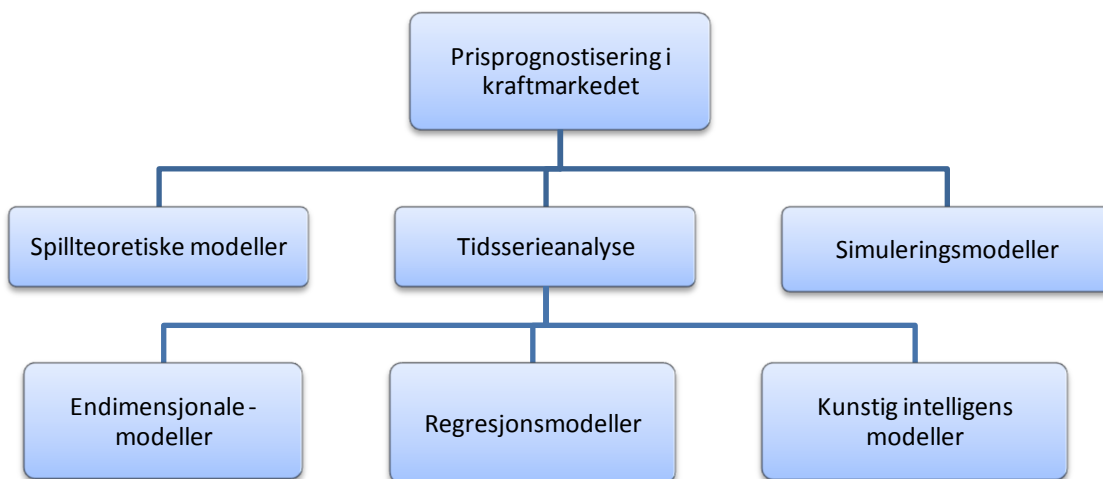 Prisprognostisering i
kraftmarkedet
Spillteoretiske modeller
Tidsserieanalyse
Simuleringsmodeller
Endimensjonale -
modeller
Regresjonsmodeller
Kunstig intelligens
modeller